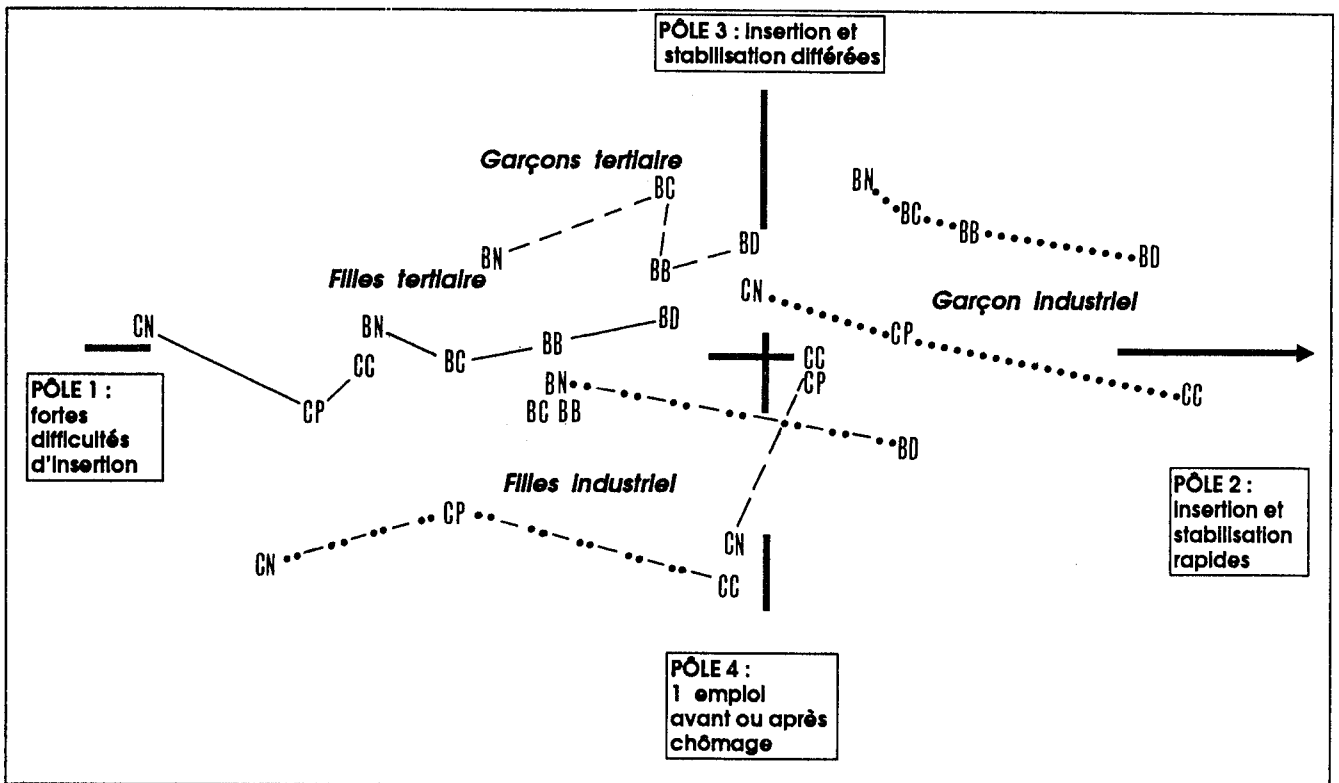 PÔLE 3 : insertion et
stabilisation différées
Garçons tertiaire
BC
BN
BB
BD
BN
BC
BB
BD
Filles tertiaire
CN
BN
BC
BB
BD
CC
CP
CN
CP
CC
Garçon industriel
CC
CP
CN
BN
BC BB
BD
PÔLE 1 :
fortes
difficultés
d'insertion
Filles industriel
CN
CP
CC
PÔLE 2 :
insertion et
stabilisation
rapides
PÔLE 4 :
1 emploi
avant ou après
chômage